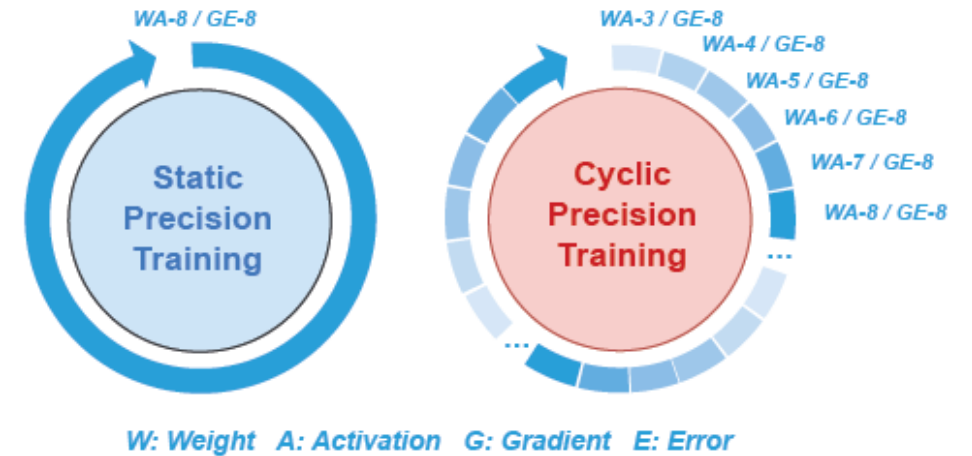 WA-8 / GE-8
Static
Precision
Training
WA-3 / GE-8
WA-4 / GE-8
WA-5 / GE-8
WA-6 / GE-8
WA-7 / GE-8
WA-8 / GE-8
...
Cyclic
Precision
Training
...
W: Weight A: Activation G: Gradient E: Error